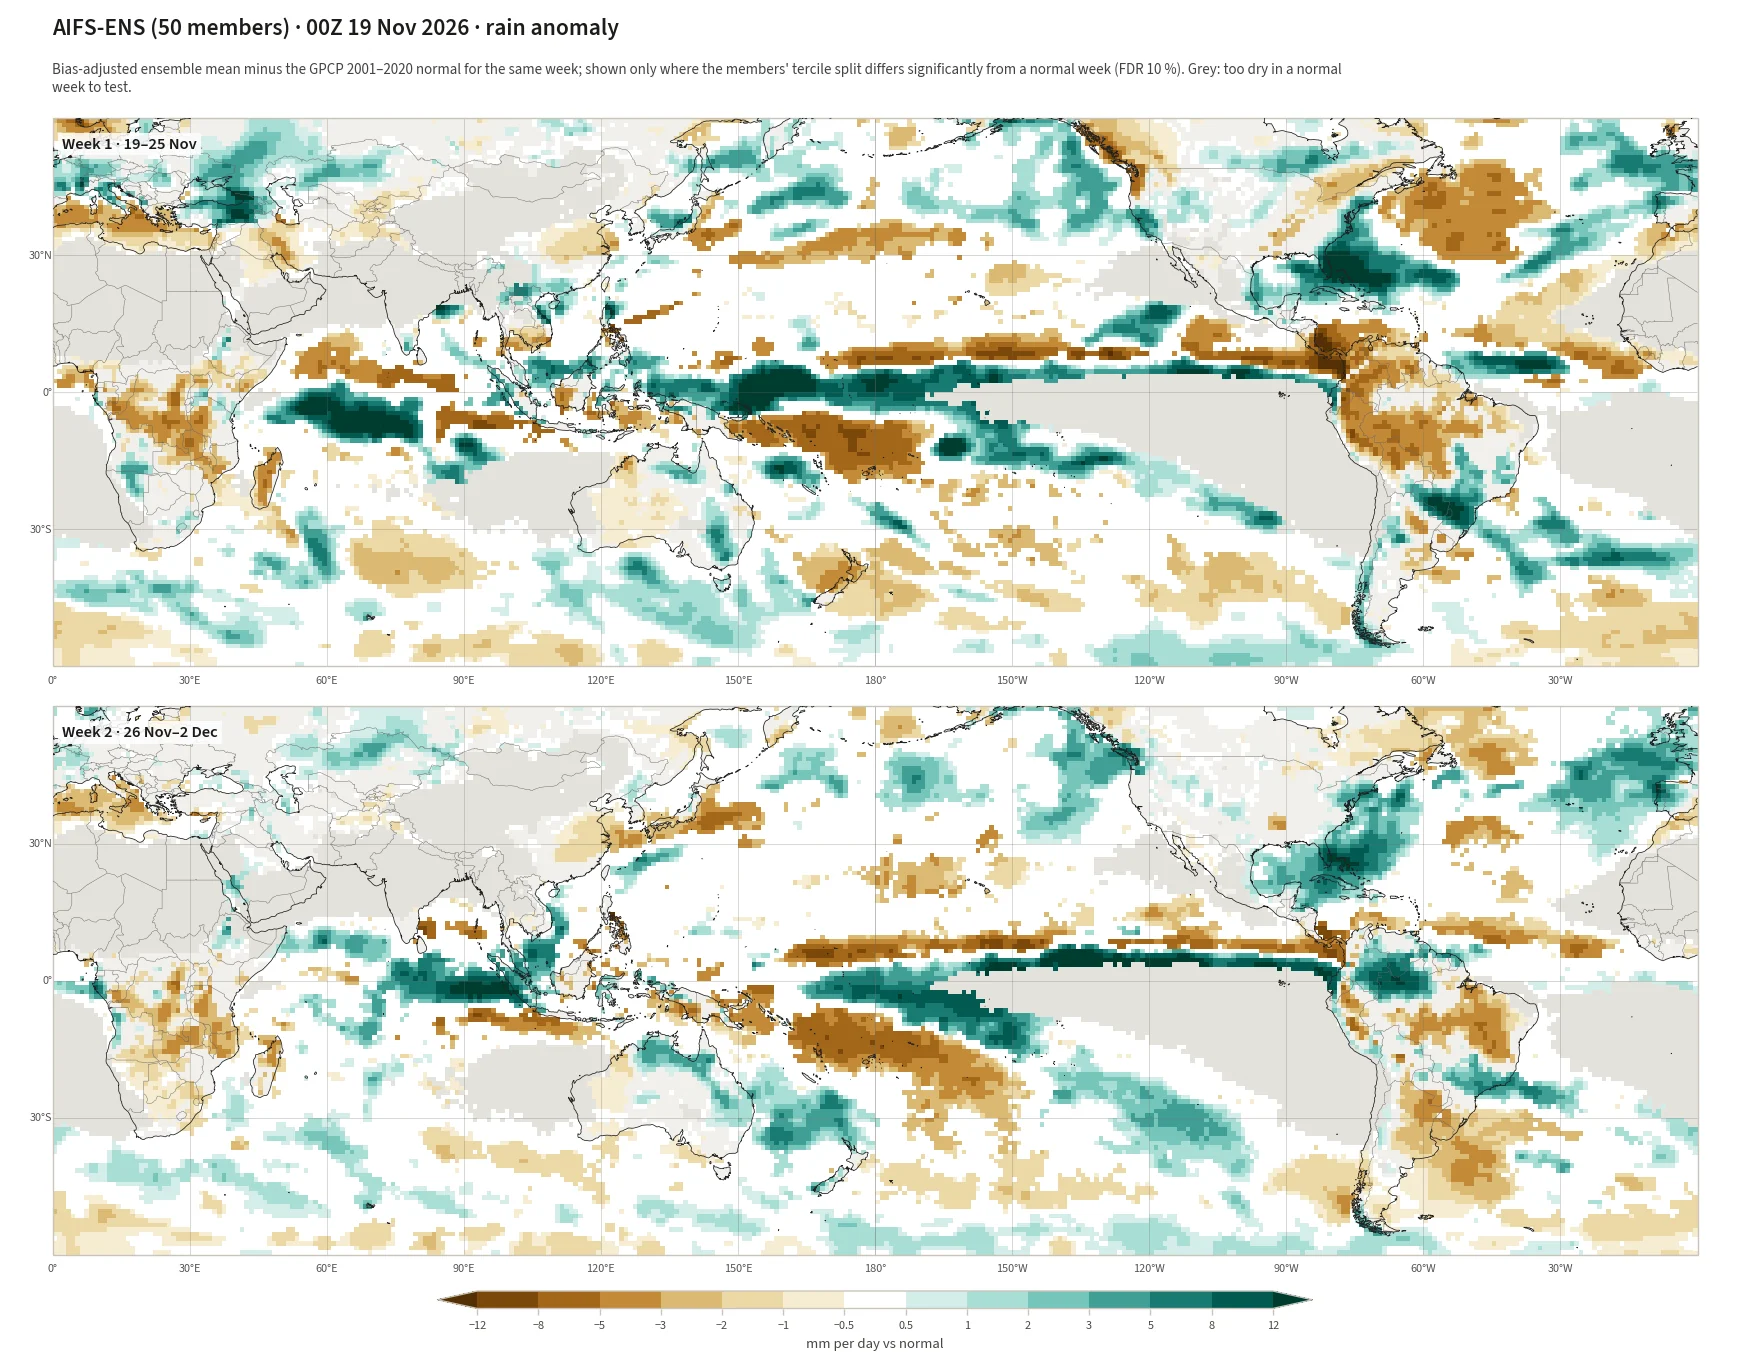 AIFS-ENS (50 members) · 00Z 19 Nov 2026 · rain anomaly
Bias-adjusted ensemble mean minus the GPCP 2001–2020 normal for the same week; shown only where the members' tercile split differs significantly from a normal week (FDR 10 %). Grey: too dry in a normal
week to test.
Week 1 · 19–25 Nov
30°N
0°
30°S
0° 30°E 60°E 90°E 120°E 150°E 180° 150°W 120°W 90°W 60°W 30°W
Week 2 · 26 Nov–2 Dec
30°N
0°
30°S
0° 30°E 60°E 90°E 120°E 150°E 180° 150°W 120°W 90°W 60°W 30°W
−12 −8 −5 −3 −2 −1 −0.5 0.5 1 2 3 5 8 12
mm per day vs normal